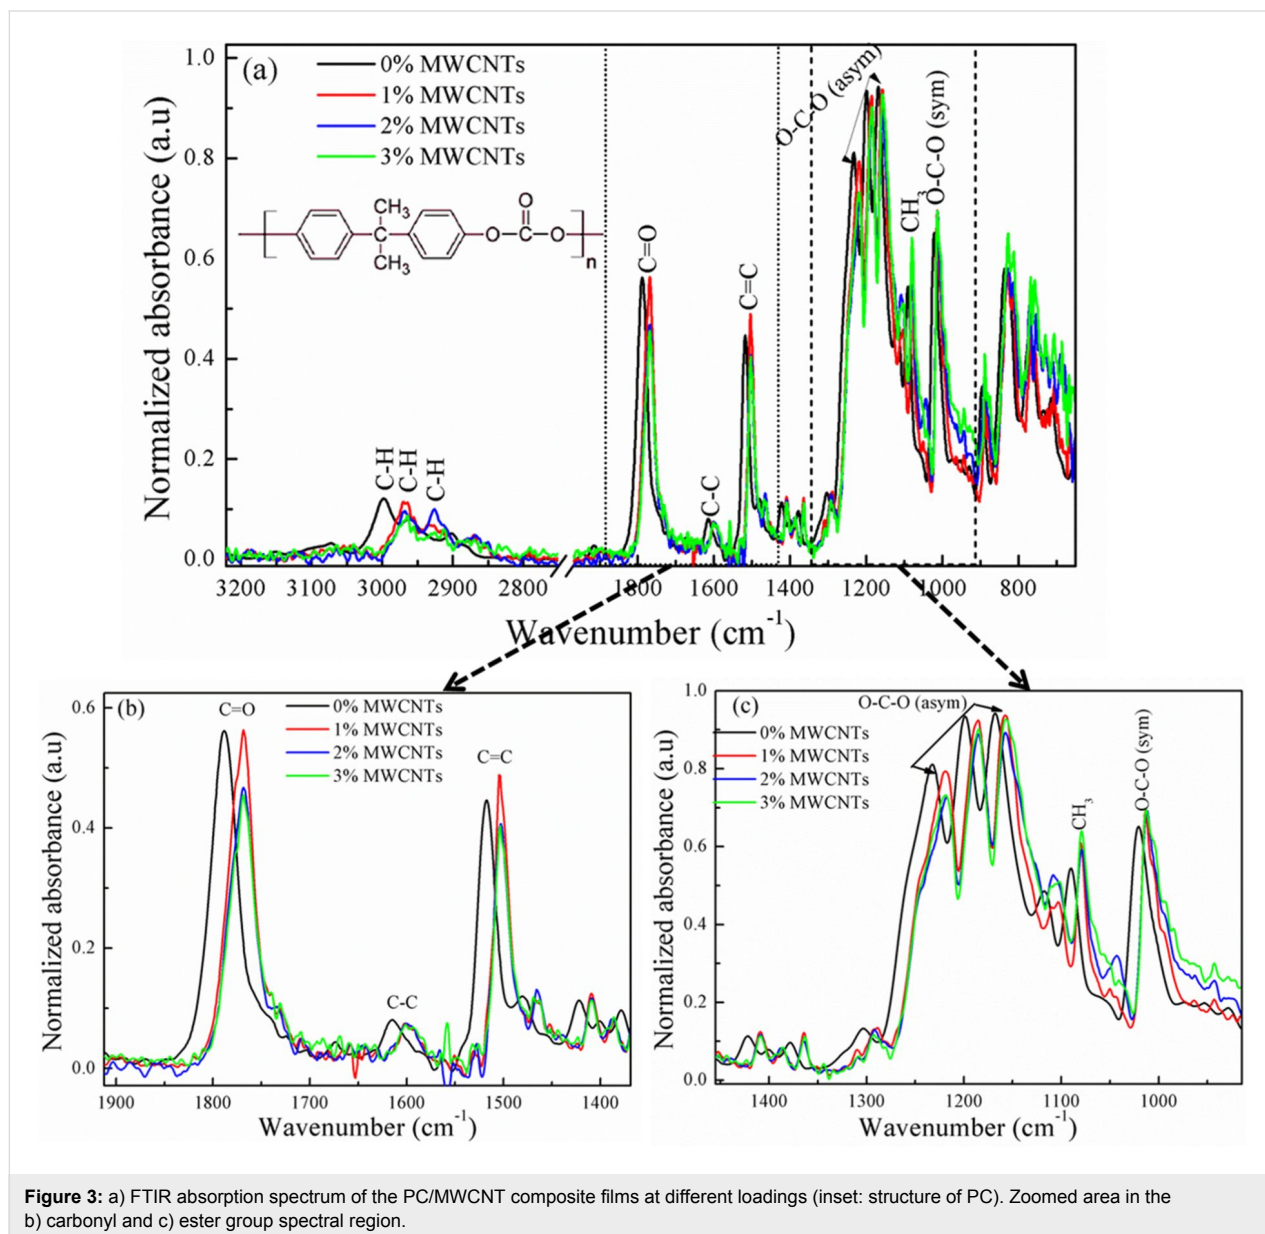 (a)
0% MWCNTs
1% MWCNTs
2% MWCNTs
3% MWCNTs
CH3
CH3
O
O
C
C
O
n
Normalized absorbance (a.u)
1.0
0.8
0.6
0.4
0.2
0.0
C-H
C-H
C-H
C=O
C-C
C=C
O-C-O (asym)
CH3
O-C-O (sym)
3200 3100 3000 2900 2800 1800 1600 1400 1200 1000 800
Wavenumber (cm-1)
(b)
0% MWCNTs
1% MWCNTs
2% MWCNTs
3% MWCNTs
C=O
C=C
C-C
Normalized absorbance (a.u)
0.6
0.4
0.2
0.0
1900 1800 1700 1600 1500 1400
Wavenumber (cm-1)
(c)
O-C-O (asym)
0% MWCNTs
1% MWCNTs
2% MWCNTs
3% MWCNTs
CH3
O-C-O (sym)
Normalized absorbance (a.u)
1.0
0.8
0.6
0.4
0.2
0.0
1400 1300 1200 1100 1000
Wavenumber (cm-1)
Figure 3: a) FTIR absorption spectrum of the PC/MWCNT composite films at different loadings (inset: structure of PC). Zoomed area in the
b) carbonyl and c) ester group spectral region.